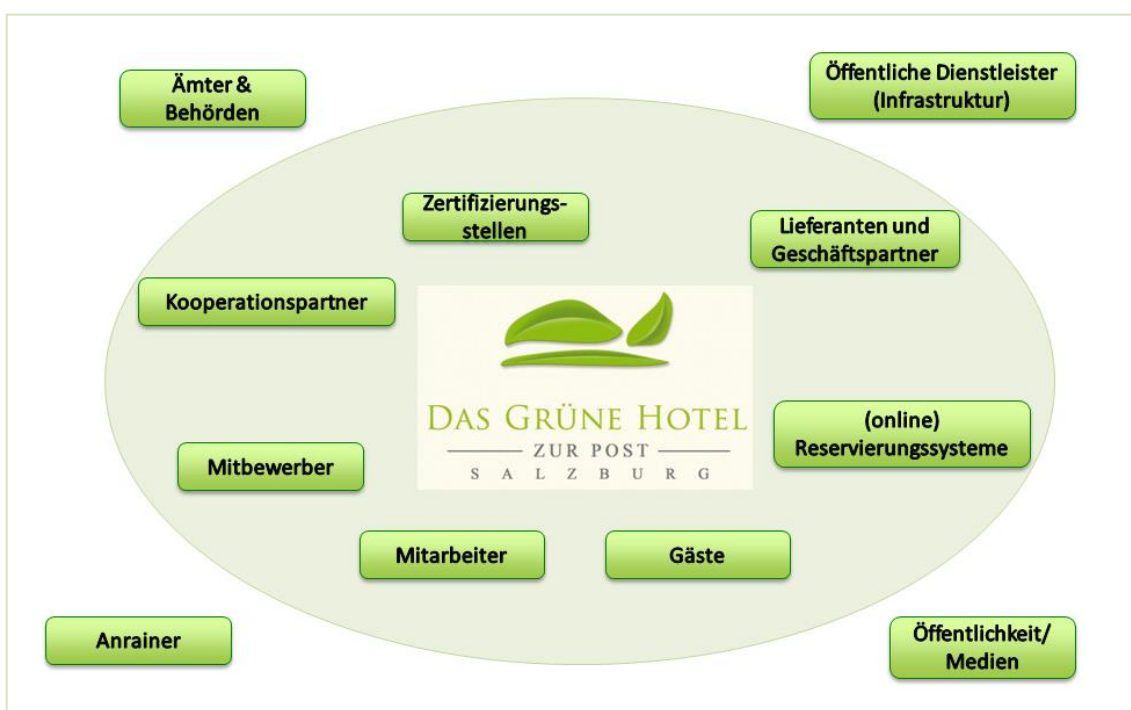 Ämter &
Behörden
Öffentliche Dienstleister
(Infrastruktur)
Zertifizierungs-
stellen
Lieferanten und
Geschäftspartner
Kooperationspartner
DAS GRÜNE HOTEL
ZUR POST
SALZBURG
(online)
Reservierungssysteme
Mitbewerber
Mitarbeiter
Gäste
Anrainer
Öffentlichkeit/
Medien